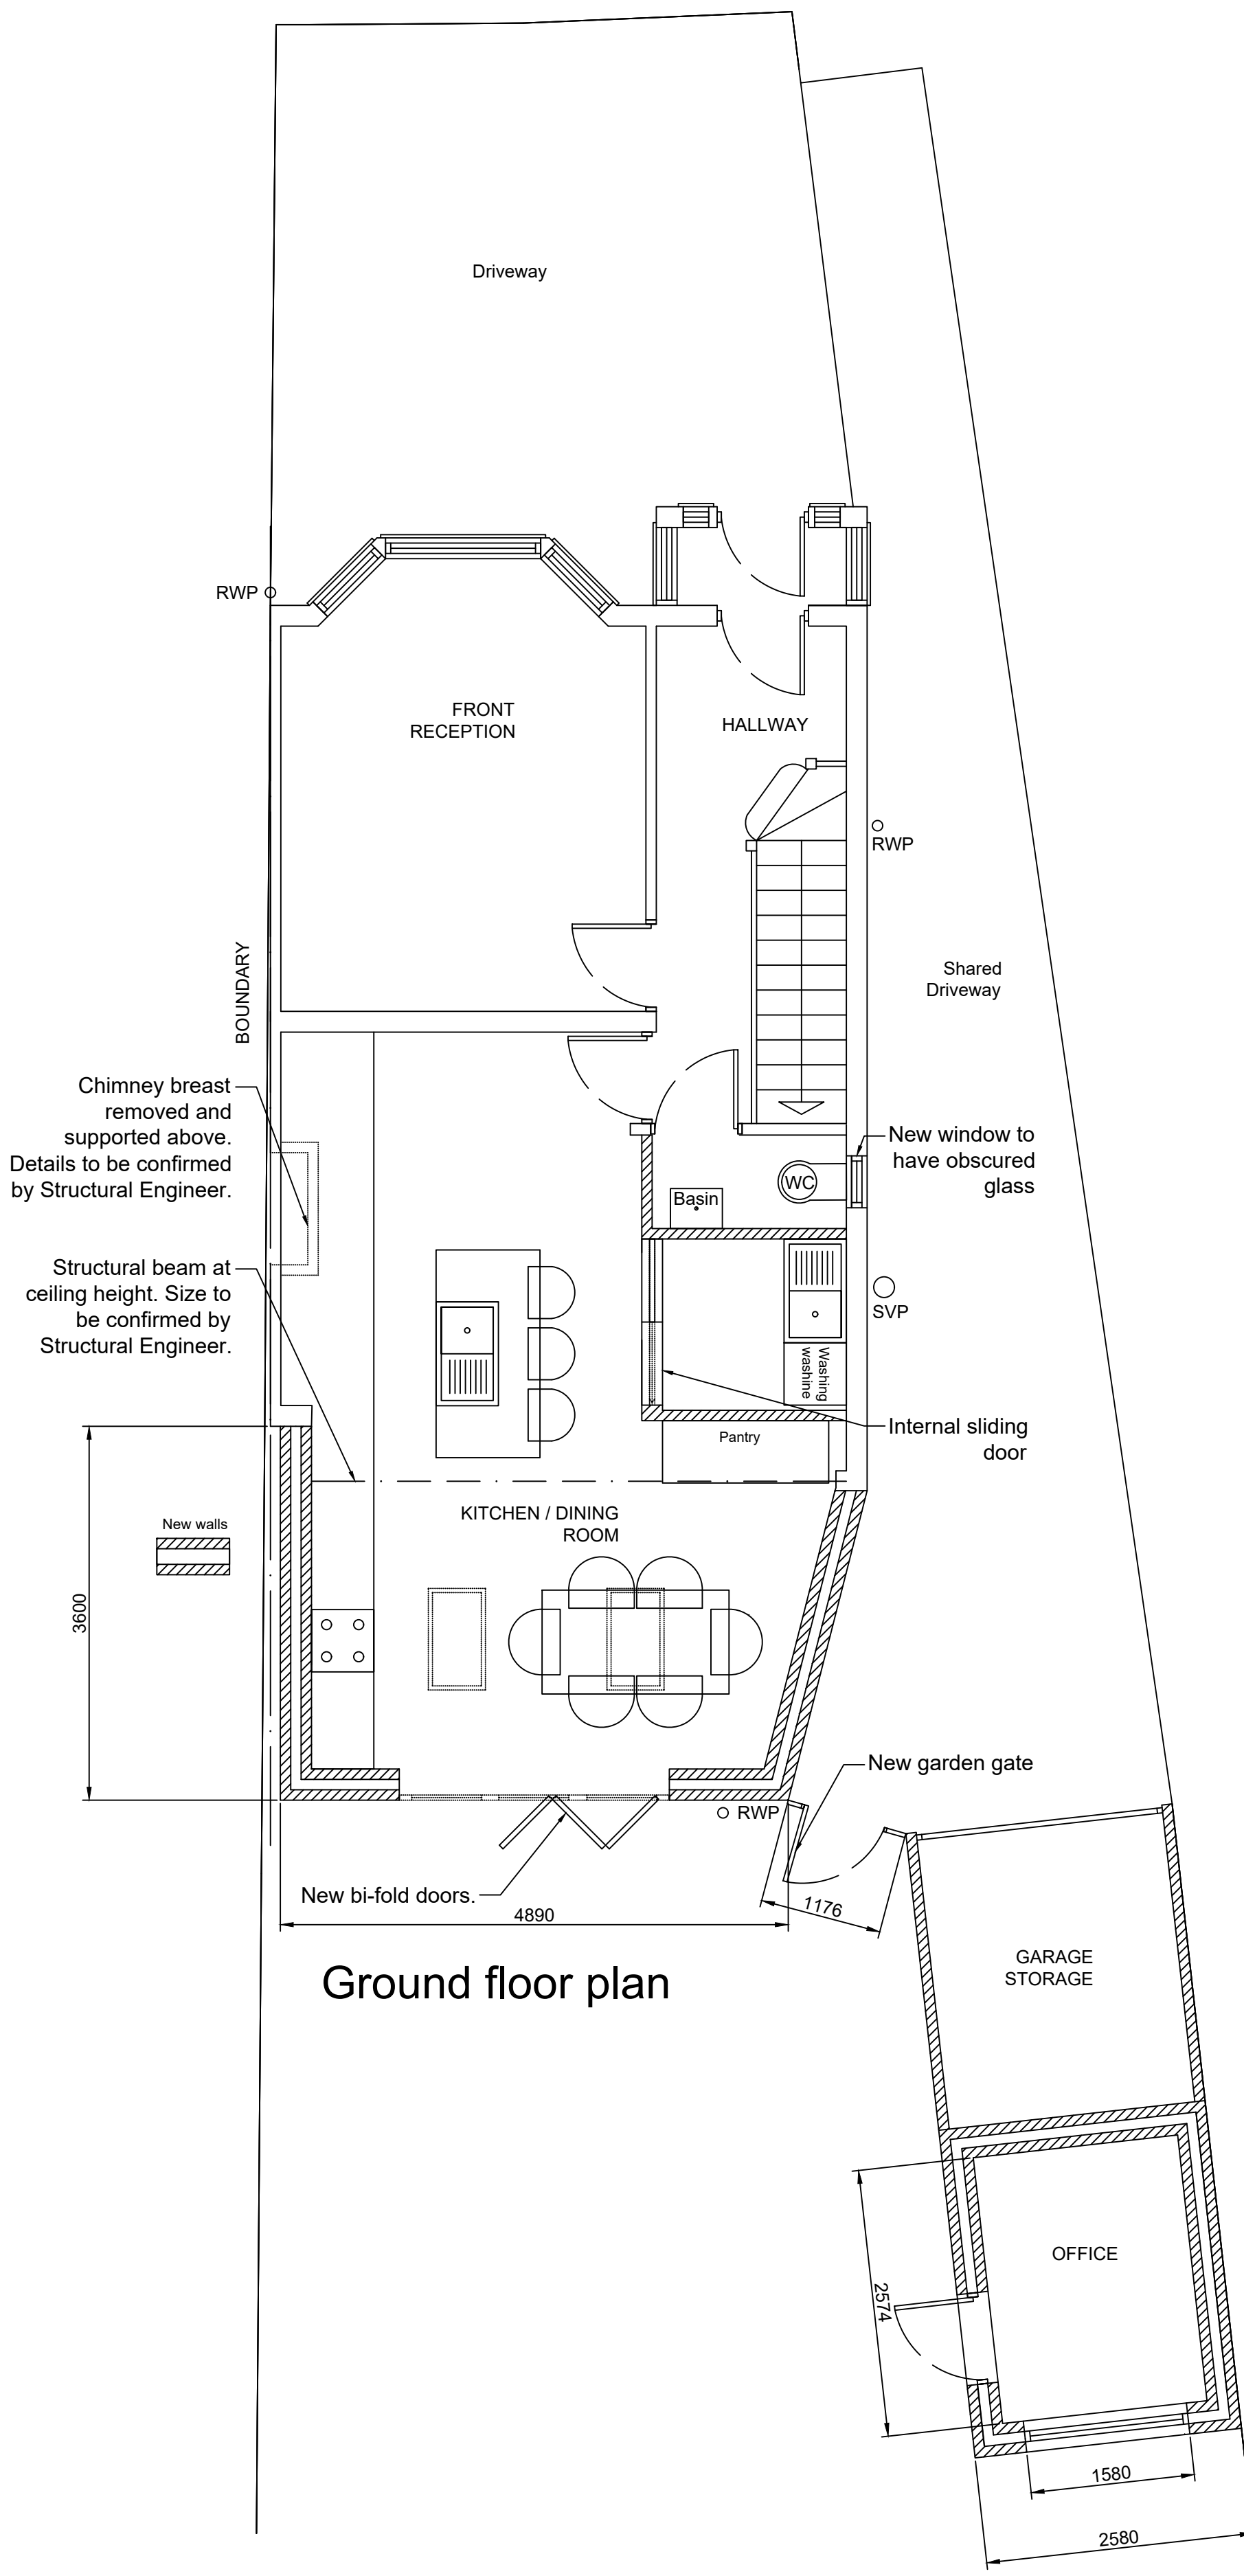 Driveway
RWP
FRONT
RECEPTION
HALLWAY
RWP
BOUNDARY
Shared
Driveway
Chimney breast
removed and
supported above.
Details to be confirmed
by Structural Engineer.
New window to
have obscured
glass
WC
Basin
Structural beam at
ceiling height. Size to
be confirmed by
Structural Engineer.
SVP
Washing
washine
Internal sliding
door
Pantry
KITCHEN / DINING
ROOM
New walls
3600
New garden gate
RWP
New bi-fold doors.
4890
1176
Ground floor plan
GARAGE
STORAGE
OFFICE
2574
1580
2580